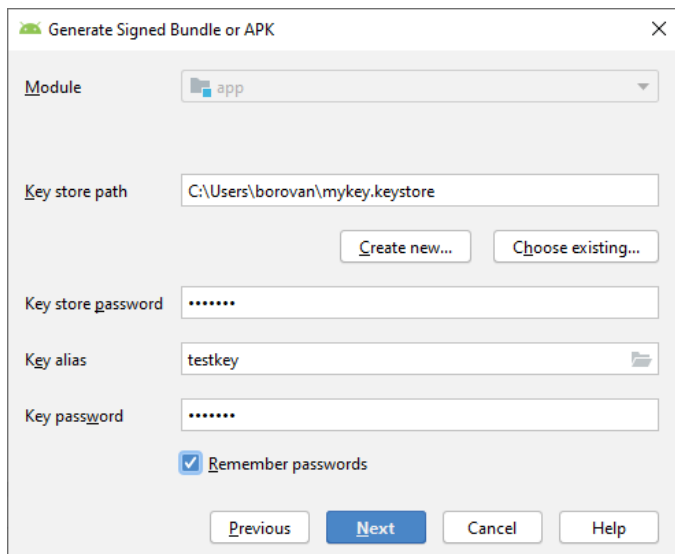 Generate Signed Bundle or APK
Module
app
Key store path
C:\Users\borovan\mykey.keystore
Create new...
Choose existing...
Key store password
•••••••
Key alias
testkey
Key password
•••••••
Remember passwords
Previous
Next
Cancel
Help